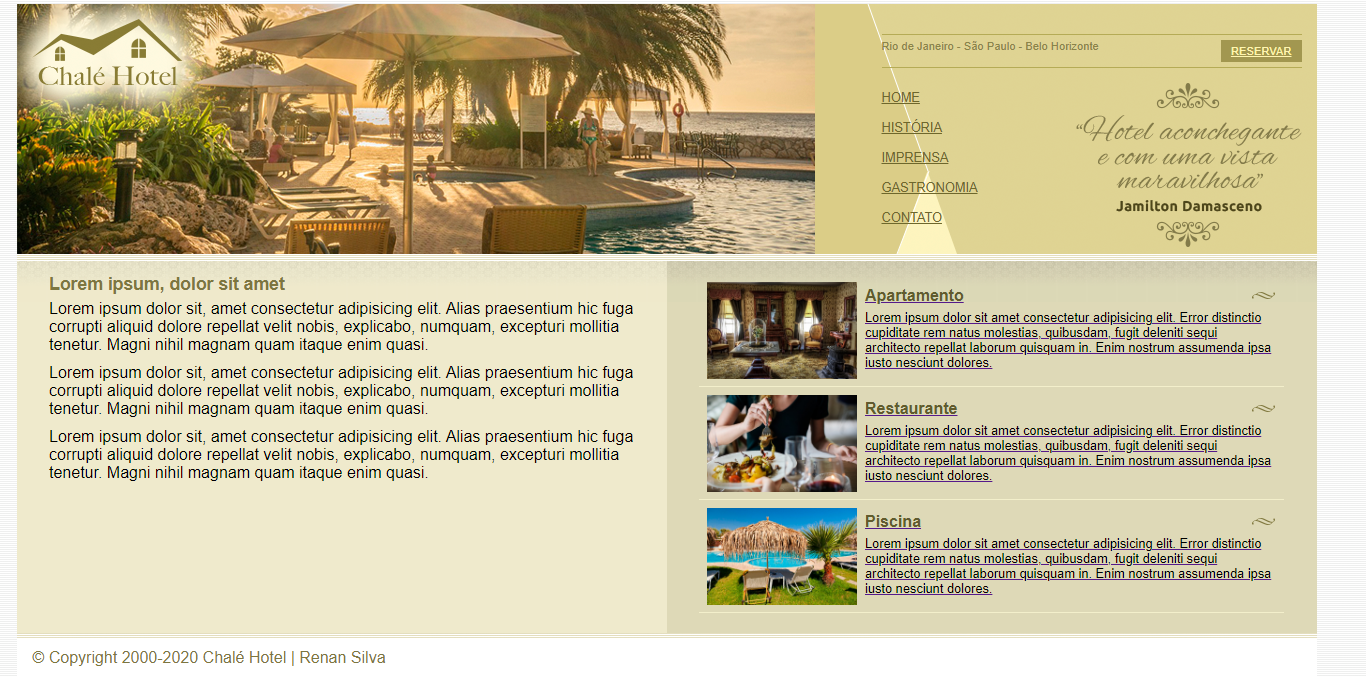 Chalé Hotel
Rio de Janeiro - São Paulo - Belo Horizonte
RESERVAR
HOME
HISTÓRIA
IMPRENSA
GASTRONOMIA
CONTATO
“Hotel aconchegante
e com uma vista
maravilhosa”
Jamilton Damasceno
Lorem ipsum, dolor sit amet
Lorem ipsum dolor sit, amet consectetur adipisicing elit. Alias praesentium hic fuga
corrupti aliquid dolore repellat velit nobis, explicabo, numquam, excepturi mollitia
tenetur. Magni nihil magnam quam itaque enim quasi.
Lorem ipsum dolor sit, amet consectetur adipisicing elit. Alias praesentium hic fuga
corrupti aliquid dolore repellat velit nobis, explicabo, numquam, excepturi mollitia
tenetur. Magni nihil magnam quam itaque enim quasi.
Lorem ipsum dolor sit, amet consectetur adipisicing elit. Alias praesentium hic fuga
corrupti aliquid dolore repellat velit nobis, explicabo, numquam, excepturi mollitia
tenetur. Magni nihil magnam quam itaque enim quasi.
Apartamento
Lorem ipsum dolor sit amet consectetur adipisicing elit. Error distinctio
cupiditate rem natus molestias, quibusdam, fugit deleniti sequi
architecto repellat laborum quisquam in. Enim nostrum assumenda ipsa
iusto nesciunt dolores.
Restaurante
Lorem ipsum dolor sit amet consectetur adipisicing elit. Error distinctio
cupiditate rem natus molestias, quibusdam, fugit deleniti sequi
architecto repellat laborum quisquam in. Enim nostrum assumenda ipsa
iusto nesciunt dolores.
Piscina
Lorem ipsum dolor sit amet consectetur adipisicing elit. Error distinctio
cupiditate rem natus molestias, quibusdam, fugit deleniti sequi
architecto repellat laborum quisquam in. Enim nostrum assumenda ipsa
iusto nesciunt dolores.
© Copyright 2000-2020 Chalé Hotel | Renan Silva